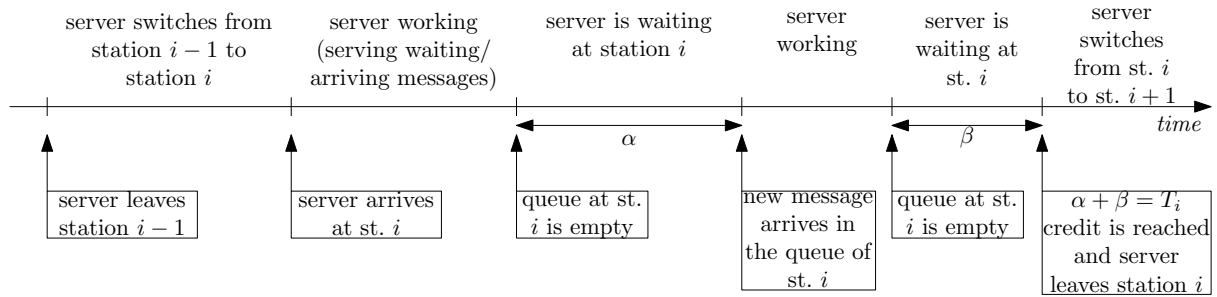 server switches from
station i − 1 to
station i
server working
(serving waiting/
arriving messages)
server is waiting
at station i
server
working
server is
waiting at
st. i
server
switches
from st. i
to st. i + 1
time
α
β
server leaves
station i − 1
server arrives
at st. i
queue at st.
i is empty
new message
arrives in
the queue of
st. i
queue at st.
i is empty
α + β = Tᵢ
credit is reached
and server
leaves station i